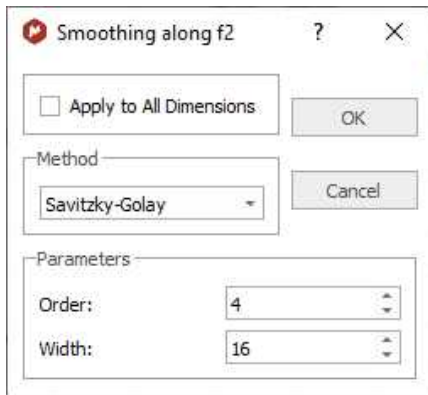 Smoothing along f2 ?
Apply to All Dimensions
OK
Method
Savitzky-Golay
Cancel
Parameters
Order: 4
Width: 16